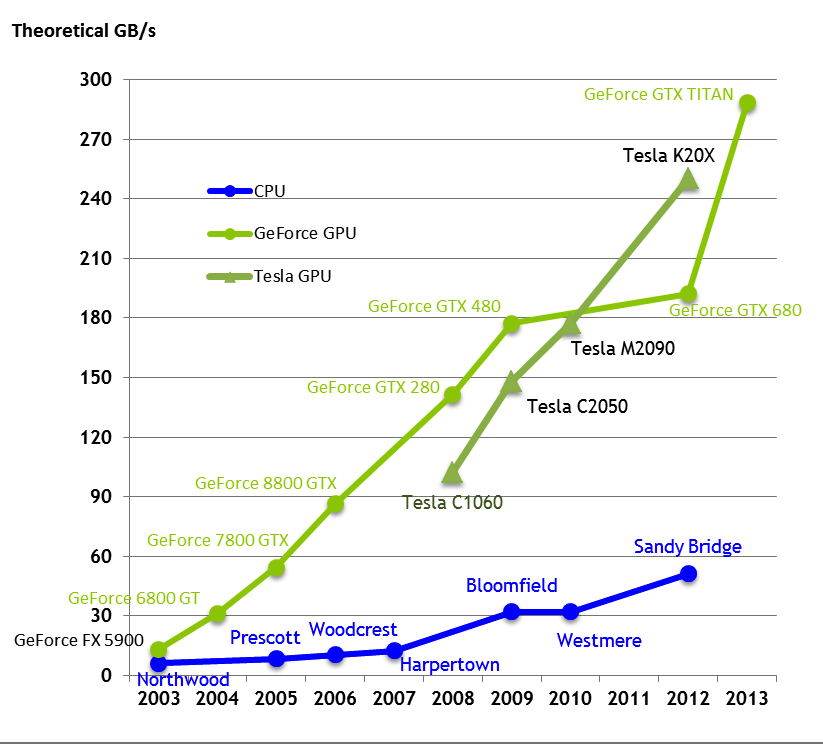 Theoretical GB/s
300
GeForce GTX TITAN
270
Tesla K20X
240
CPU
GeForce GPU
210
Tesla GPU
180
GeForce GTX 480
GeForce GTX 680
Tesla M2090
150
GeForce GTX 280
Tesla C2050
120
90
GeForce 8800 GTX
Tesla C1060
60
GeForce 7800 GTX
Sandy Bridge
30
GeForce 6800 GT
Bloomfield
GeForce FX 5900
Prescott
Woodcrest
Westmere
Harpertown
0
Northwood
2003 2004 2005 2006 2007 2008 2009 2010 2011 2012 2013